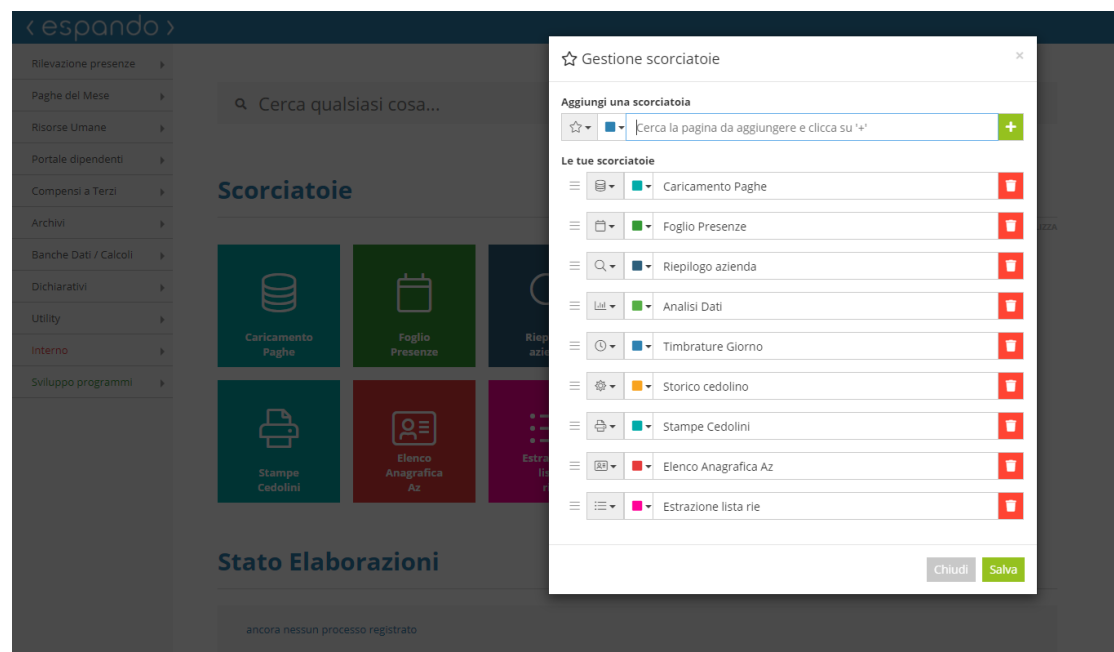 ‹ espando ›
Rilevazione presenze
Paghe del Mese
Risorse Umane
Portale dipendenti
Compensi a Terzi
Archivi
Banche Dati / Calcoli
Dichiarativi
Utility
Interno
Sviluppo programmi
Cerca qualsiasi cosa...
Scorciatoie
Caricamento
Paghe
Foglio
Presenze
Stampe
Cedolini
Elenco
Anagrafica
Az
Stato Elaborazioni
ancora nessun processo registrato
Gestione scorciatoie
×
Aggiungi una scorciatoia
Cerca la pagina da aggiungere e clicca su '+'
Le tue scorciatoie
Caricamento Paghe
Foglio Presenze
Riepilogo azienda
Analisi Dati
Timbrature Giorno
Storico cedolino
Stampe Cedolini
Elenco Anagrafica Az
Estrazione lista rie
Chiudi Salva